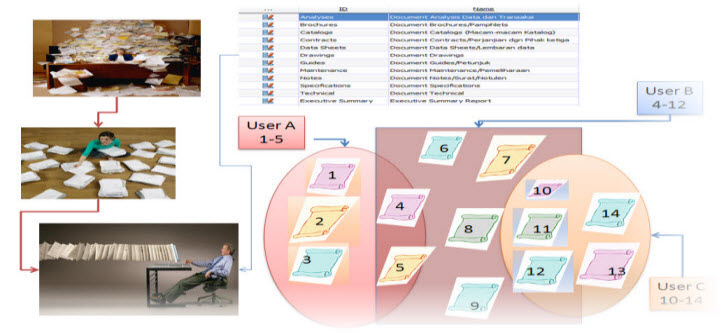 ... ID Name
Analyses Document Analysis Data dan Transaksi
Brochures Document Brochures/Pamphlets
Catalogs Document Catalogs (Macam-macam Katalog)
Contracts Document Contracts/Perjanjian dgn Pihak ketiga
Data Sheets Document Data Sheets/Lembaran data
Drawings Document Drawings
Guides Document Guides/Petunjuk
Maintenance Document Maintenance/Pemeliharaan
Notes Document Notes/Surat/Notulen
Specifications Document Specifications
Technical Document Technical
Executive Summary Executive Summary Report
User B
4-12
User A
1-5
6
7
1
10
4
14
2
8
11
3
5
12
13
9
User C
10-14